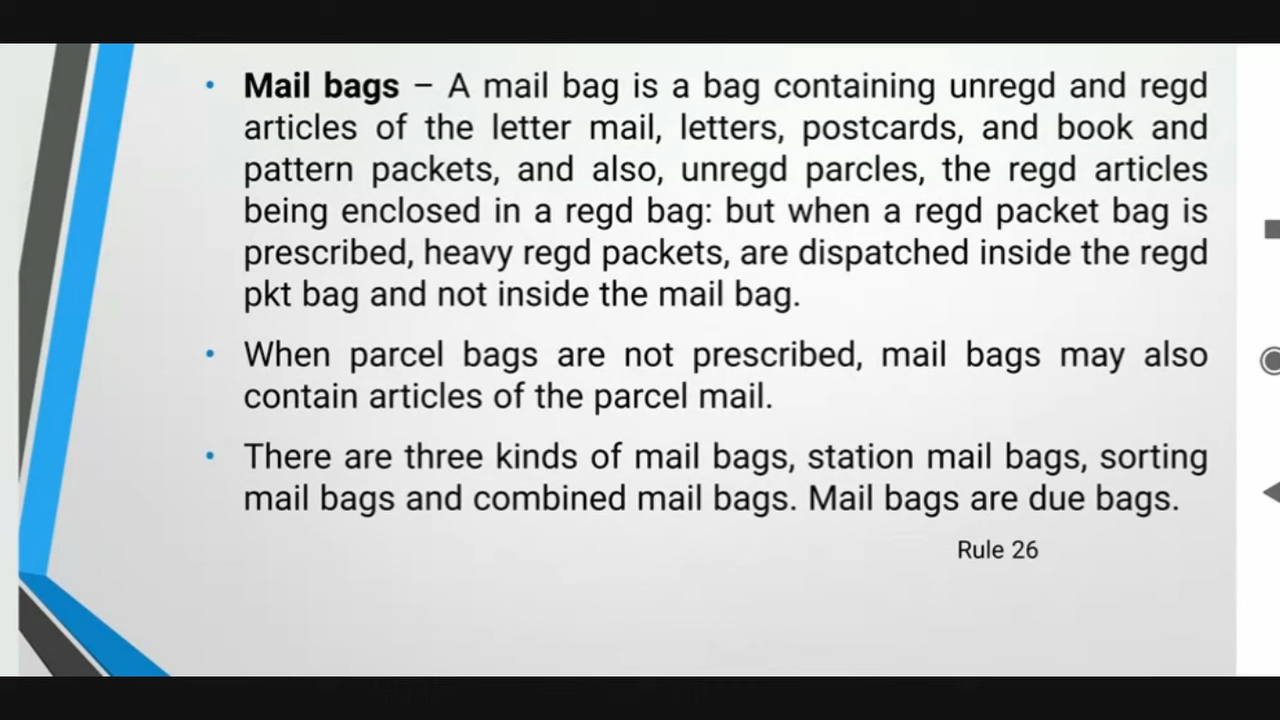 • Mail bags – A mail bag is a bag containing unregd and regd
articles of the letter mail, letters, postcards, and book and
pattern packets, and also, unregd parcles, the regd articles
being enclosed in a regd bag: but when a regd packet bag is
prescribed, heavy regd packets, are dispatched inside the regd
pkt bag and not inside the mail bag.
• When parcel bags are not prescribed, mail bags may also
contain articles of the parcel mail.
• There are three kinds of mail bags, station mail bags, sorting
mail bags and combined mail bags. Mail bags are due bags.
Rule 26